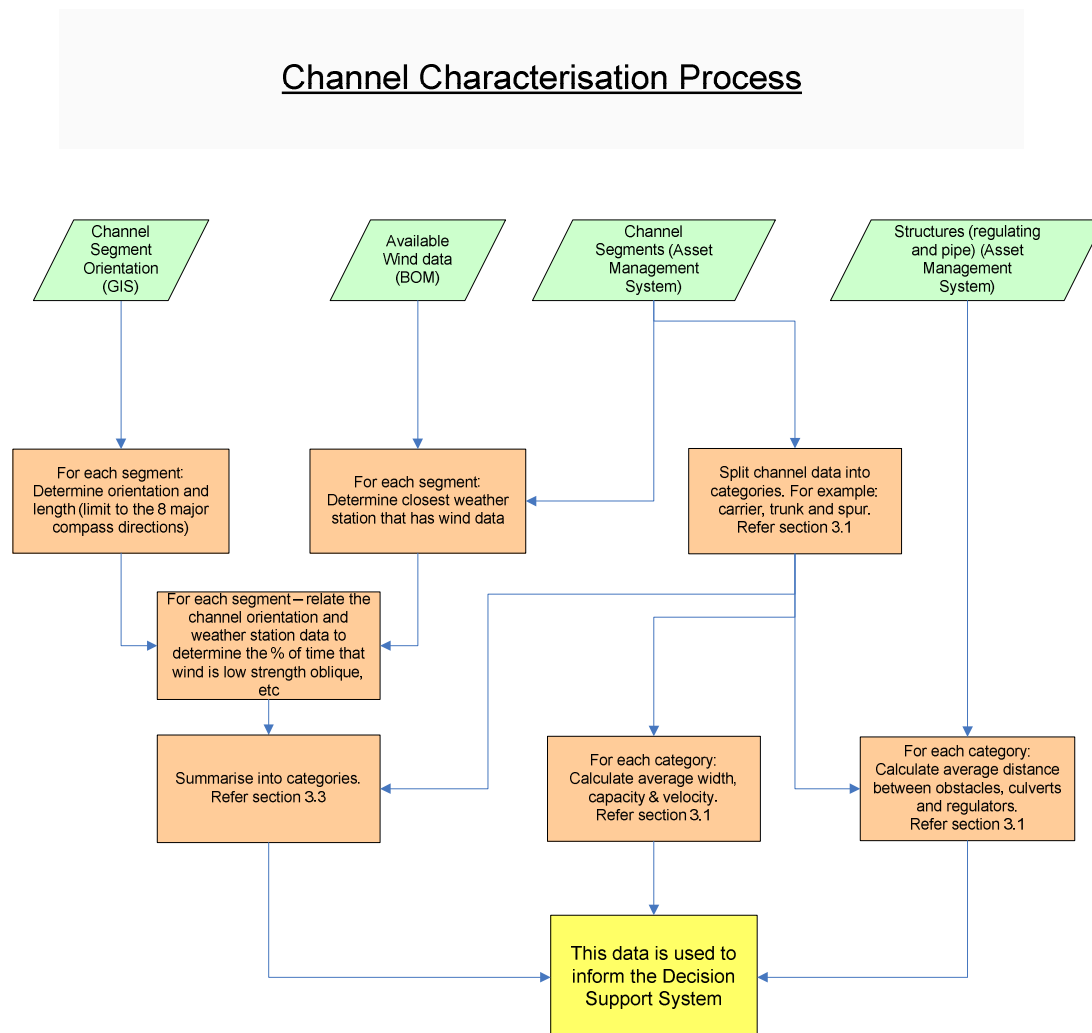 Channel Characterisation Process
Channel
Segment
Orientation
(GIS)
Available
Wind data
(BOM)
Channel
Segments (Asset
Management
System)
Structures (regulating
and pipe) (Asset
Management
System)
For each segment:
Determine orientation and
length (limit to the 8 major
compass directions)
For each segment:
Determine closest weather
station that has wind data
Split channel data into
categories. For example:
carrier, trunk and spur.
Refer section 3.1
For each segment – relate the
channel orientation and
weather station data to
determine the % of time that
wind is low strength oblique,
etc
Summarise into categories.
Refer section 3.3
For each category:
Calculate average width,
capacity & velocity.
Refer section 3.1
For each category:
Calculate average distance
between obstacles, culverts
and regulators.
Refer section 3.1
This data is used to
inform the Decision
Support System